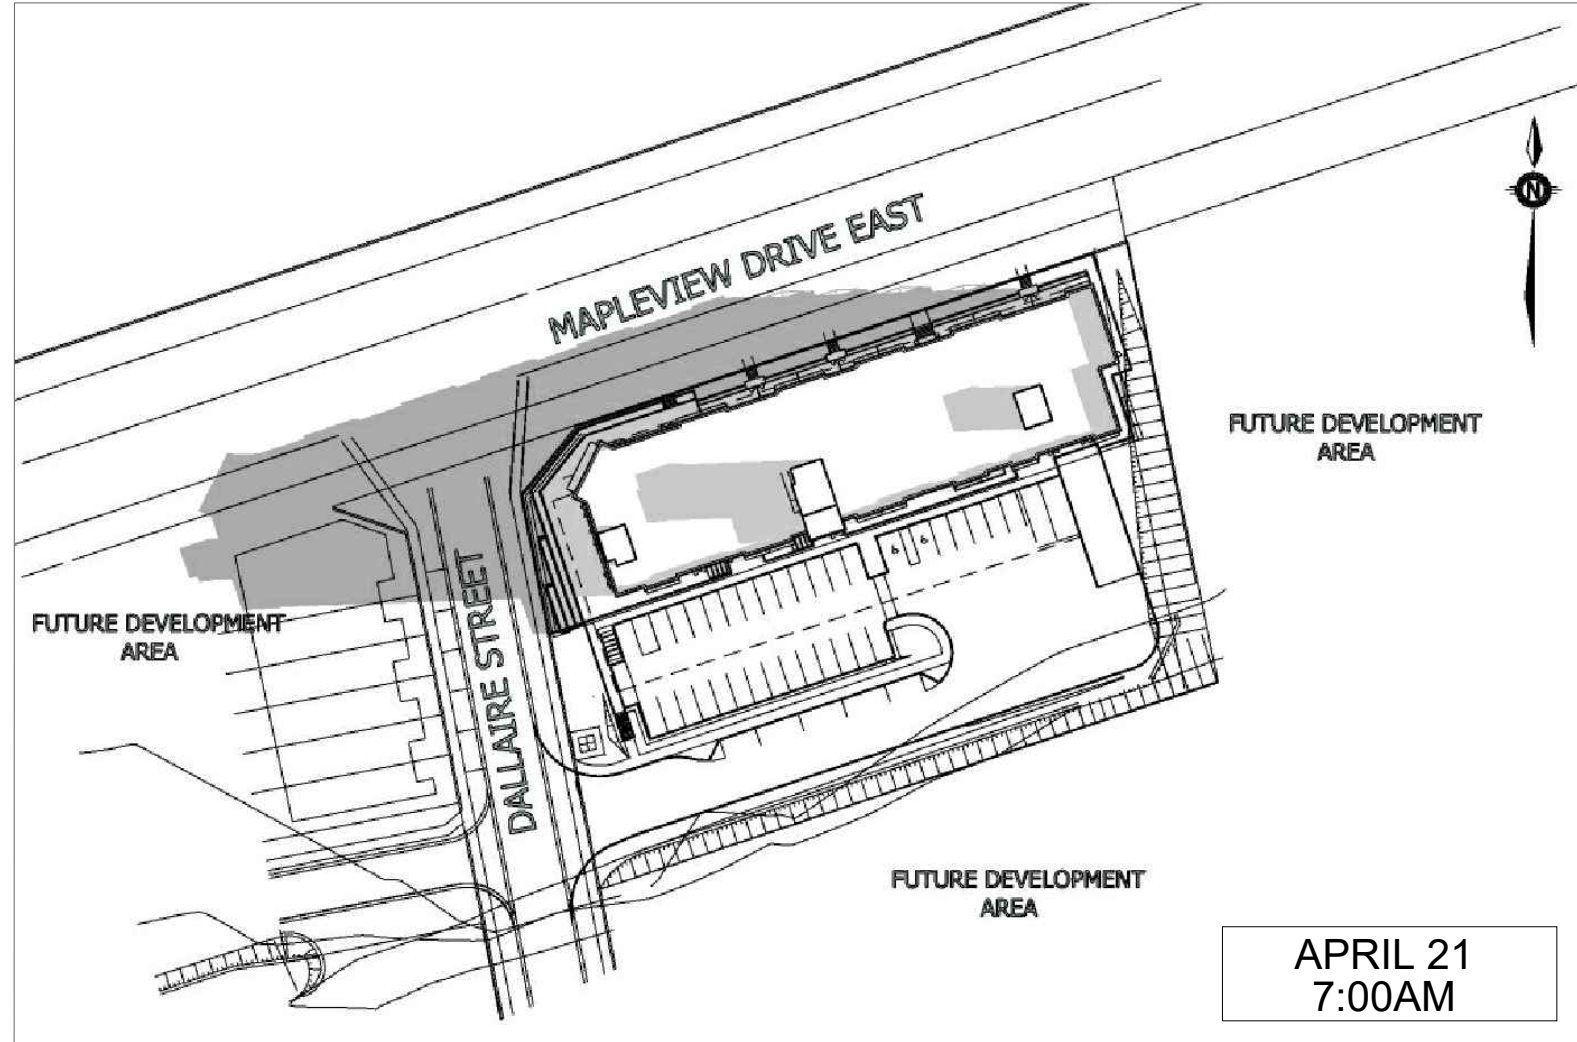 MAPLEVIEW DRIVE EAST
N
FUTURE DEVELOPMENT
AREA
FUTURE DEVELOPMENT
AREA
DALLAIRE STREET
FUTURE DEVELOPMENT
AREA
APRIL 21
7:00AM